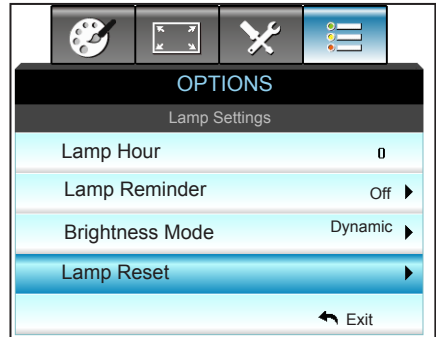 OPTIONS
Lamp Settings
Lamp Hour 0
Lamp Reminder Off
Brightness Mode Dynamic
Lamp Reset
Exit